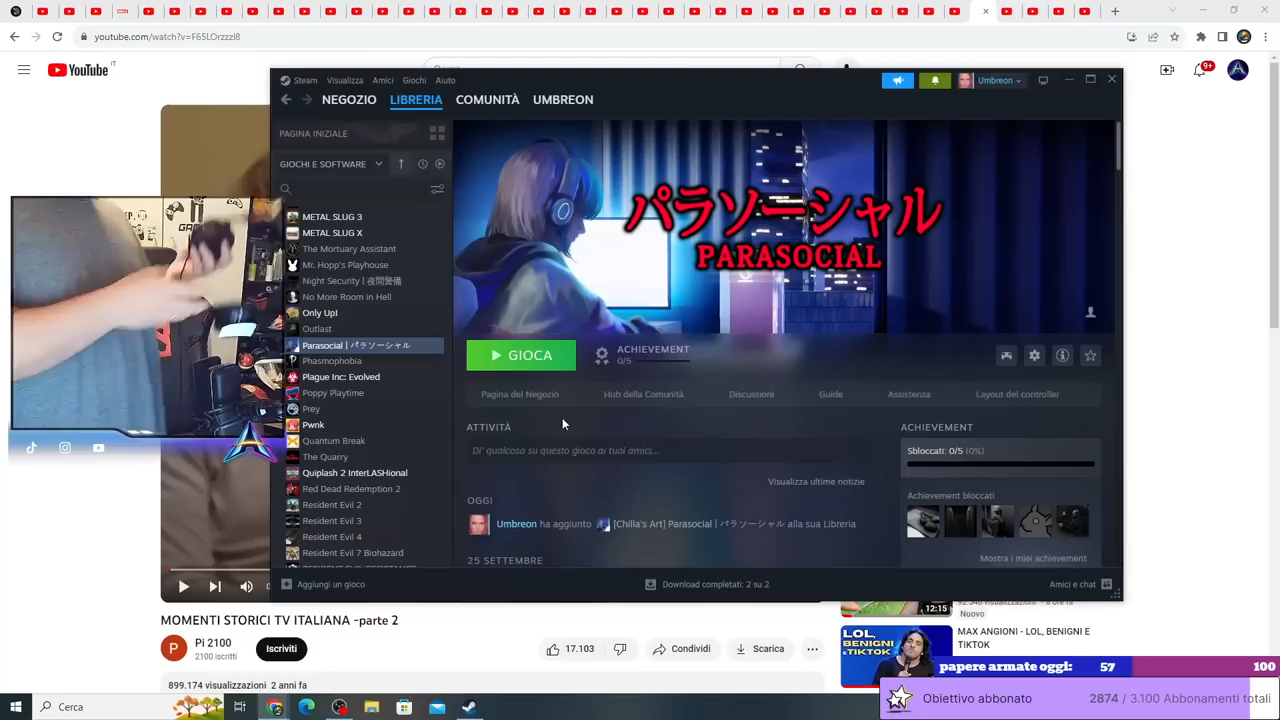 youtube.com/watch?v=F65LOrzzzI8
YouTube IT
9+
Steam Visualizza Amici Giochi Aiuto
Umbreon
NEGOZIO LIBRERIA COMUNITÀ UMBREON
PAGINA INIZIALE
GIOCHI E SOFTWARE
METAL SLUG 3
METAL SLUG X
The Mortuary Assistant
Mr. Hopp's Playhouse
Night Security | 夜間警備
No More Room in Hell
Only Up!
Outlast
Parasocial | パラソーシャル
Phasmophobia
Plague Inc: Evolved
Poppy Playtime
Prey
Pwnk
Quantum Break
The Quarry
Quiplash 2 InterLASHional
Red Dead Redemption 2
Resident Evil 2
Resident Evil 3
Resident Evil 4
Resident Evil 7 Biohazard
パラソーシャル
PARASOCIAL
GIOCA
ACHIEVEMENT
0/5
Pagina del Negozio Hub della Comunità Discussioni Guide Assistenza Layout del controller
ATTIVITÀ
Di' qualcosa su questo gioco ai tuoi amici...
Visualizza ultime notizie
OGGI
Umbreon ha aggiunto [Chilla's Art] Parasocial | パラソーシャル alla sua Libreria
25 SETTEMBRE
ACHIEVEMENT
Sbloccati: 0/5 (0%)
Achievement bloccati
Mostra i miei achievement
Aggiungi un gioco
Download completati: 2 su 2
Amici e chat
MOMENTI STORICI TV ITALIANA -parte 2
Pi 2100
2100 iscritti
Iscriviti
17.103
Condividi
Scarica
899.174 visualizzazioni 2 anni fa
12:15
Nuovo
LOL,
BENIGNI
E TIKTOK
MAX ANGIONI - LOL, BENIGNI E
TIKTOK
papere armate oggi: 57 100
Obiettivo abbonato 2874 / 3.100 Abbonamenti totali
Cerca